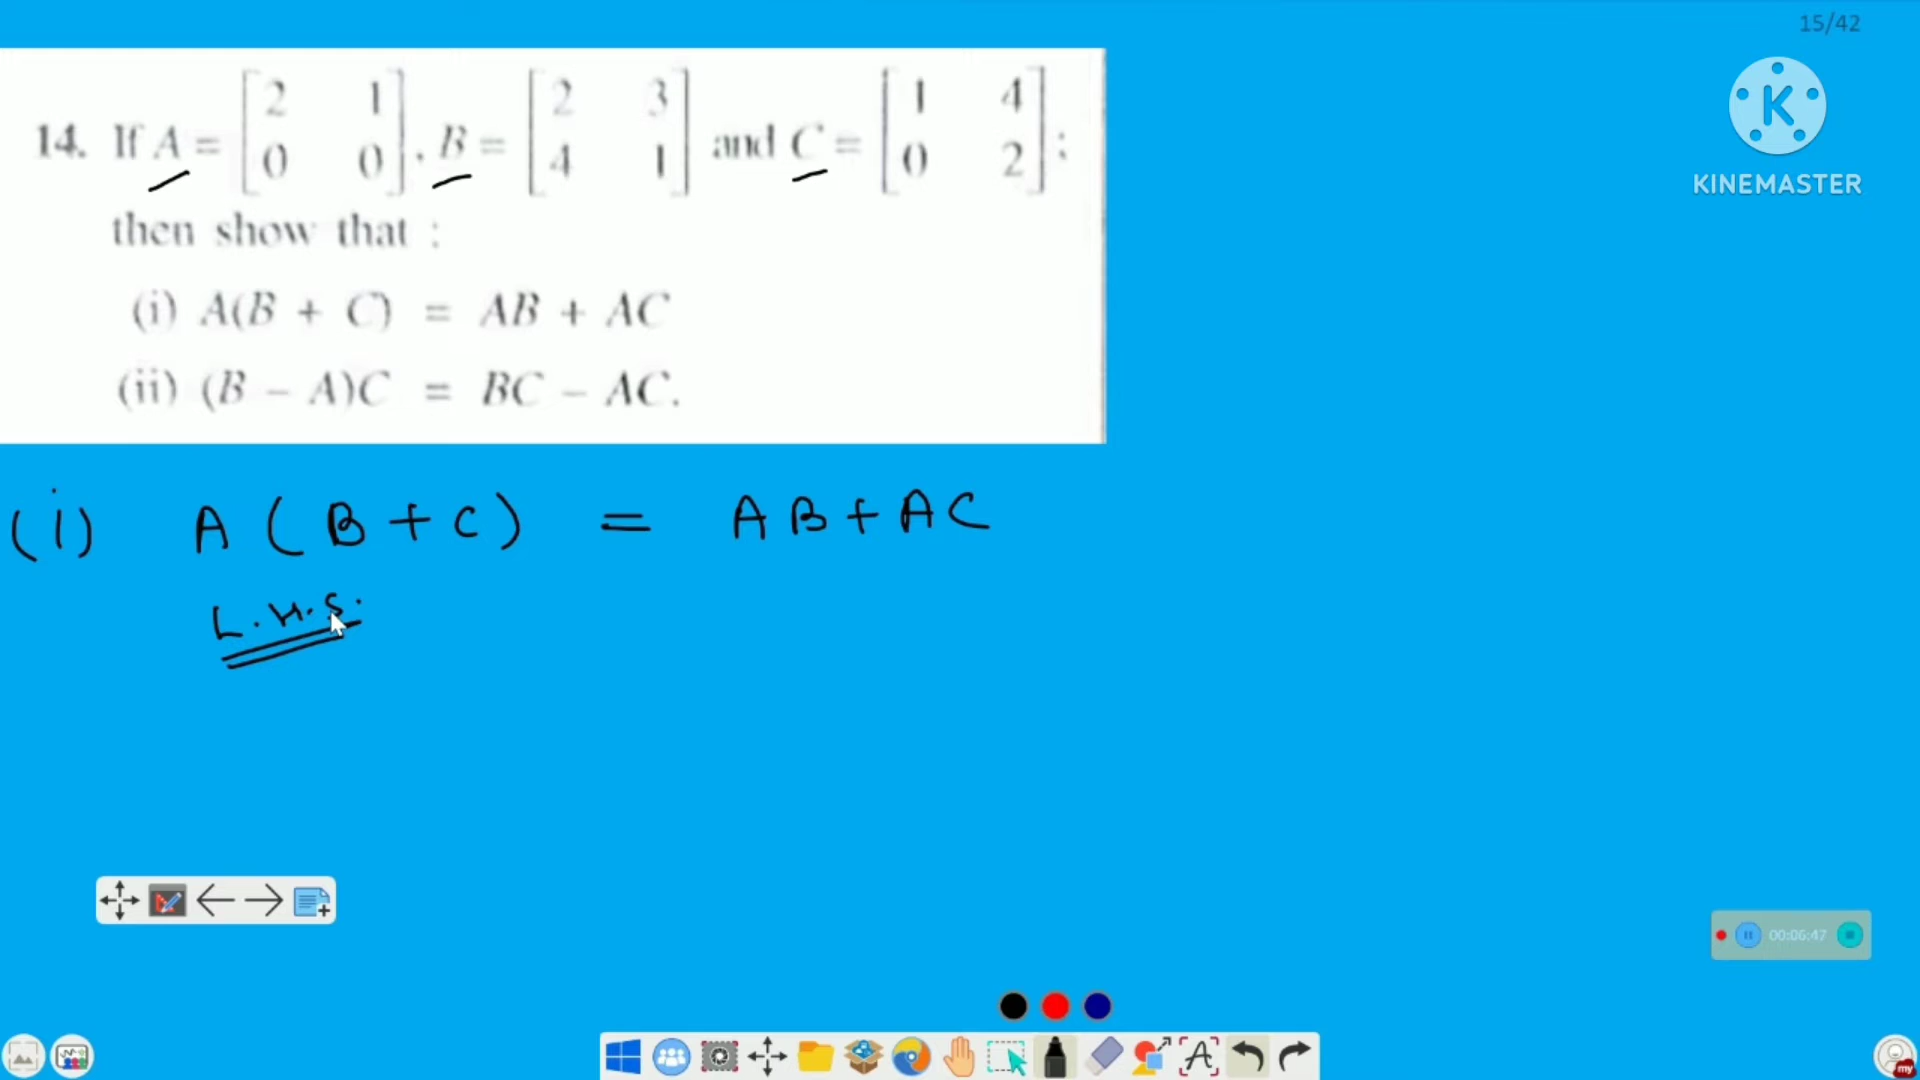 15/42
KINEMASTER
14. If A = [2 1
0 0], B = [2 3
4 1] and C = [1 4
0 2];
then show that :
(i) A(B + C) = AB + AC
(ii) (B – A)C = BC – AC.
(i) A (B+C) = AB+AC
L.H.S.
00:06:47
A
my